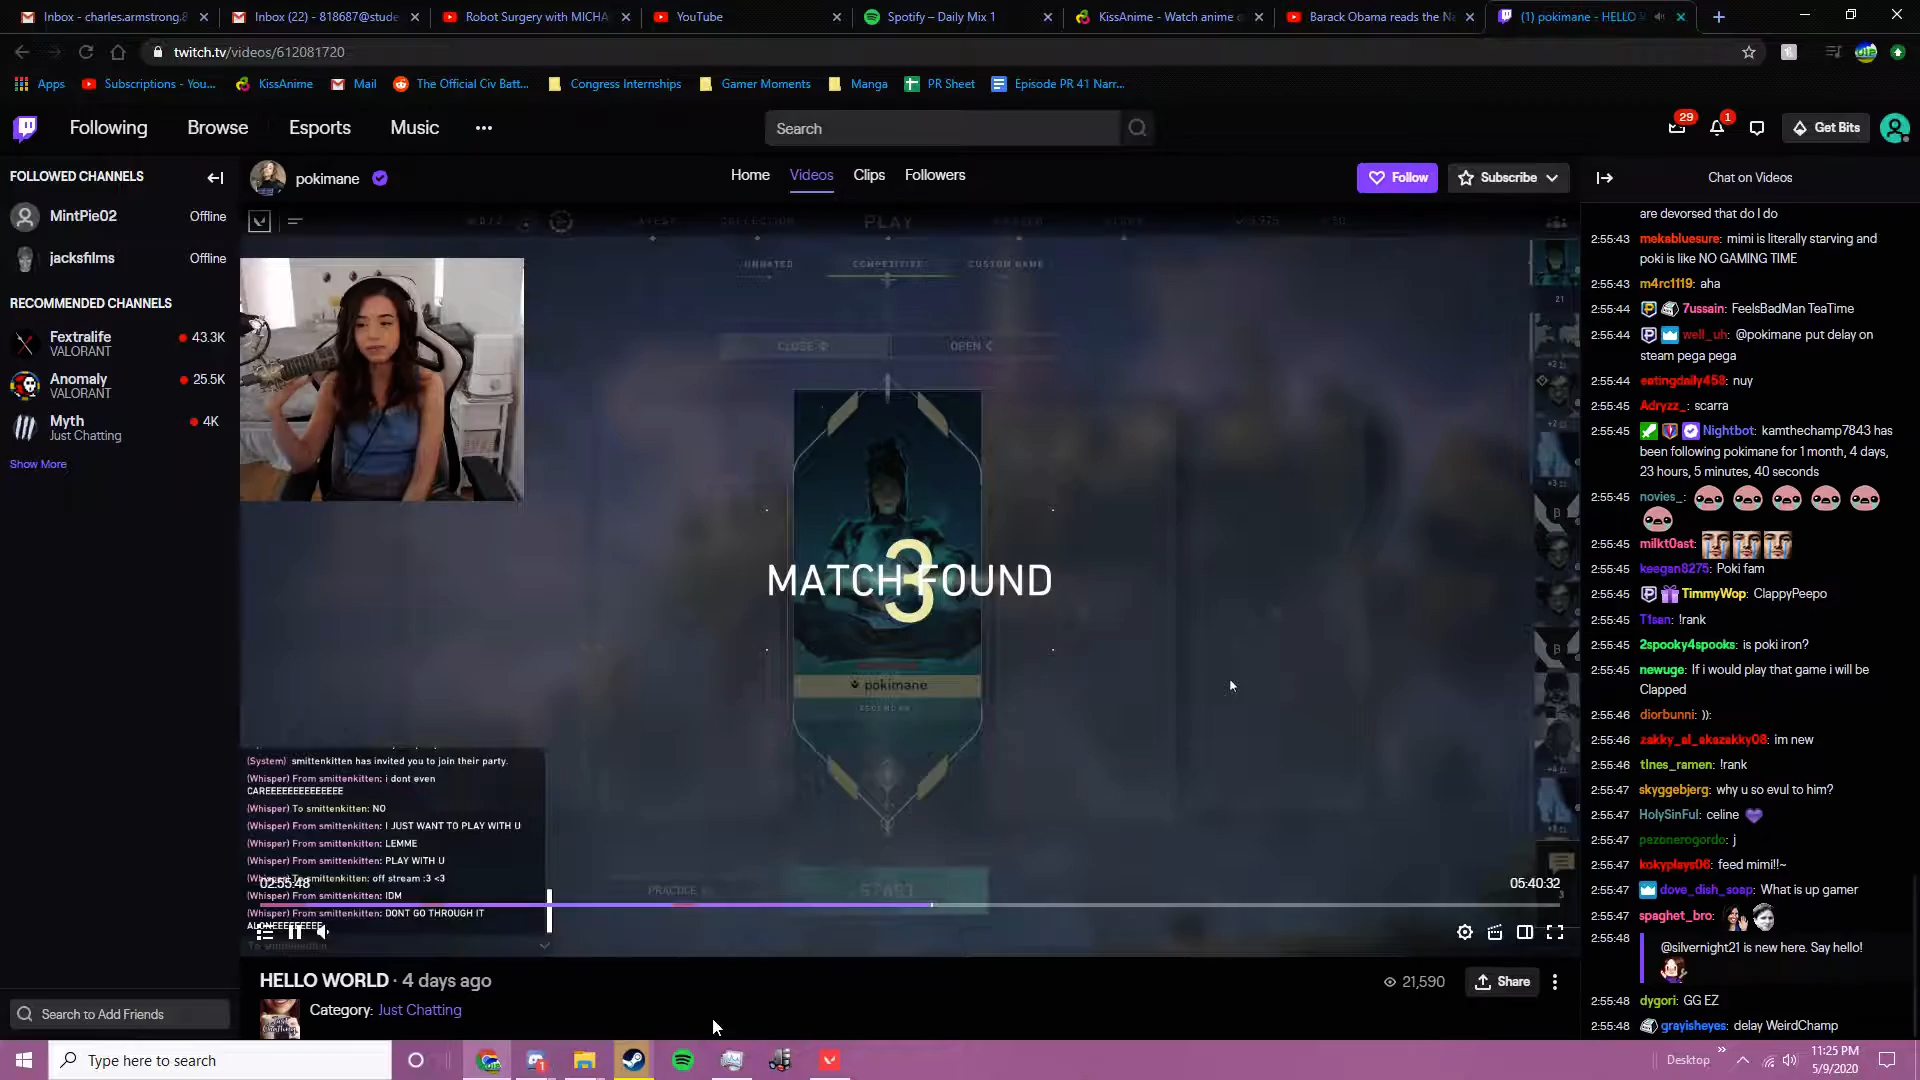 Inbox - charles.armstrong.8
Inbox (22) - 818687@stude
Robot Surgery with MICHA
YouTube
Spotify – Daily Mix 1
KissAnime - Watch anime o
Barack Obama reads the Na
(1) pokimane - HELLO
twitch.tv/videos/612081720
Apps
Subscriptions - You...
KissAnime
Mail
The Official Civ Batt...
Congress Internships
Gamer Moments
Manga
PR Sheet
Episode PR 41 Narr...
Following
Browse
Esports
Music
Search
29
1
Get Bits
FOLLOWED CHANNELS
MintPie02 Offline
jacksfilms Offline
RECOMMENDED CHANNELS
Fextralife 43.3K
VALORANT
Anomaly 25.5K
VALORANT
Myth 4K
Just Chatting
Show More
Search to Add Friends
pokimane
Home
Videos
Clips
Followers
Follow
Subscribe
COLLECTION
PLAY
UNRATED
COMPETITIVE
CUSTOM GAME
CLOSE
OPEN
3
MATCH FOUND
pokimane
PRACTICE
START
(System) smittenkitten has invited you to join their party.
(Whisper) From smittenkitten: i dont even
CAREEEEEEEEEEEEEE
(Whisper) To smittenkitten: NO
(Whisper) From smittenkitten: I JUST WANT TO PLAY WITH U
(Whisper) From smittenkitten: LEMME
(Whisper) From smittenkitten: PLAY WITH U
(Whisper) To smittenkitten: off stream :3 <3
02:55:48
(Whisper) From smittenkitten: IDM
(Whisper) From smittenkitten: DONT GO THROUGH IT
ALONEEEEEEEE
05:40:32
HELLO WORLD · 4 days ago
21,590
Share
Category: Just Chatting
Chat on Videos
are devorsed that do I do
2:55:43 mekabluesure: mimi is literally starving and
poki is like NO GAMING TIME
2:55:43 m4rc1119: aha
2:55:44 7ussain: FeelsBadMan TeaTime
2:55:44 well_uh: @pokimane put delay on
steam pega pega
2:55:44 eatingdaily458: nuy
2:55:45 Adryzz_: scarra
2:55:45 Nightbot: kamthechamp7843 has
been following pokimane for 1 month, 4 days,
23 hours, 5 minutes, 40 seconds
2:55:45 novies_:
2:55:45 milkt0ast:
2:55:45 keegan8275: Poki fam
2:55:45 TimmyWop: ClappyPeepo
2:55:45 T1san: !rank
2:55:45 2spooky4spooks: is poki iron?
2:55:45 newuge: If i would play that game i will be
Clapped
2:55:46 diorbunni: )):
2:55:46 zakky_al_akazakky08: im new
2:55:46 tlnes_ramen: !rank
2:55:47 skyggebjerg: why u so evul to him?
2:55:47 HolySinFul: celine
2:55:47 pezonerogordo: j
2:55:47 kokyplays06: feed mimi!!~
2:55:47 dove_dish_soap: What is up gamer
2:55:47 spaghet_bro:
2:55:48 @silvernight21 is new here. Say hello!
2:55:48 dygori: GG EZ
2:55:48 grayisheyes: delay WeirdChamp
Type here to search
Desktop
11:25 PM
5/9/2020